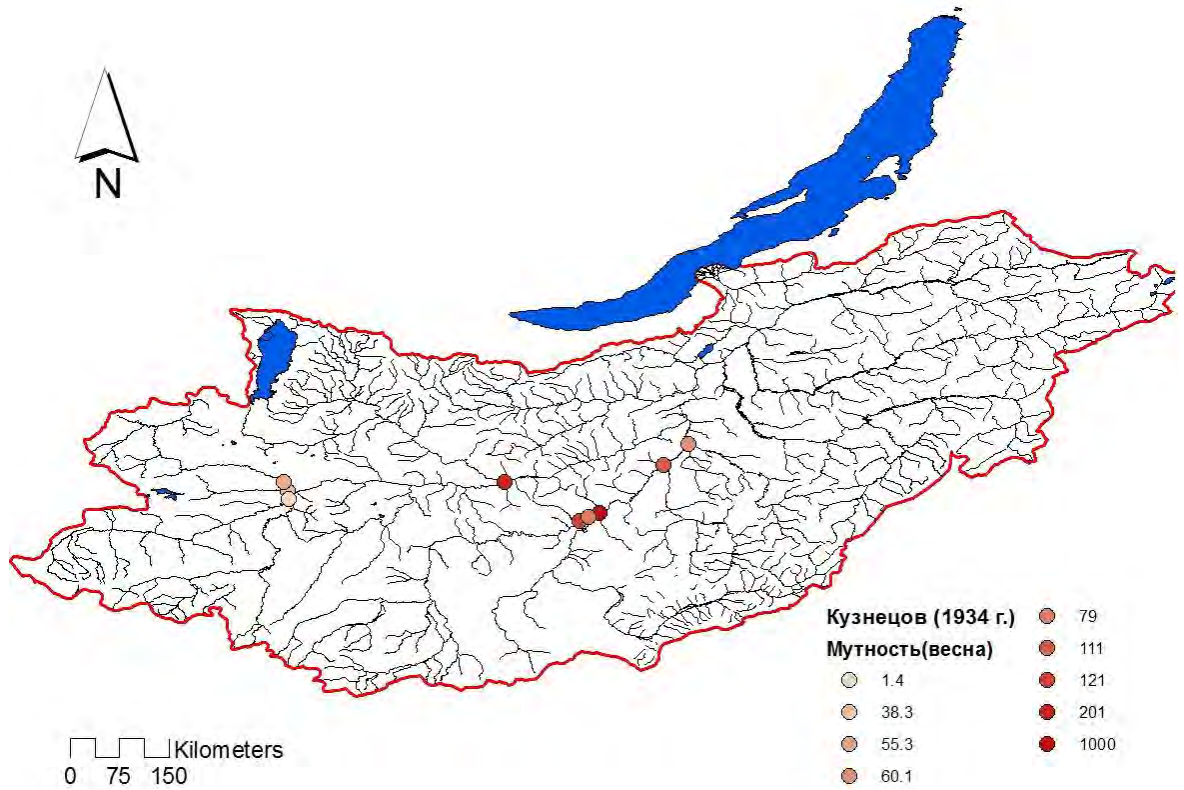 N
Кузнецов (1934 г.)
Мутность(весна)
1.4
38.3
55.3
60.1
79
111
121
201
1000
Kilometers
0 75 150